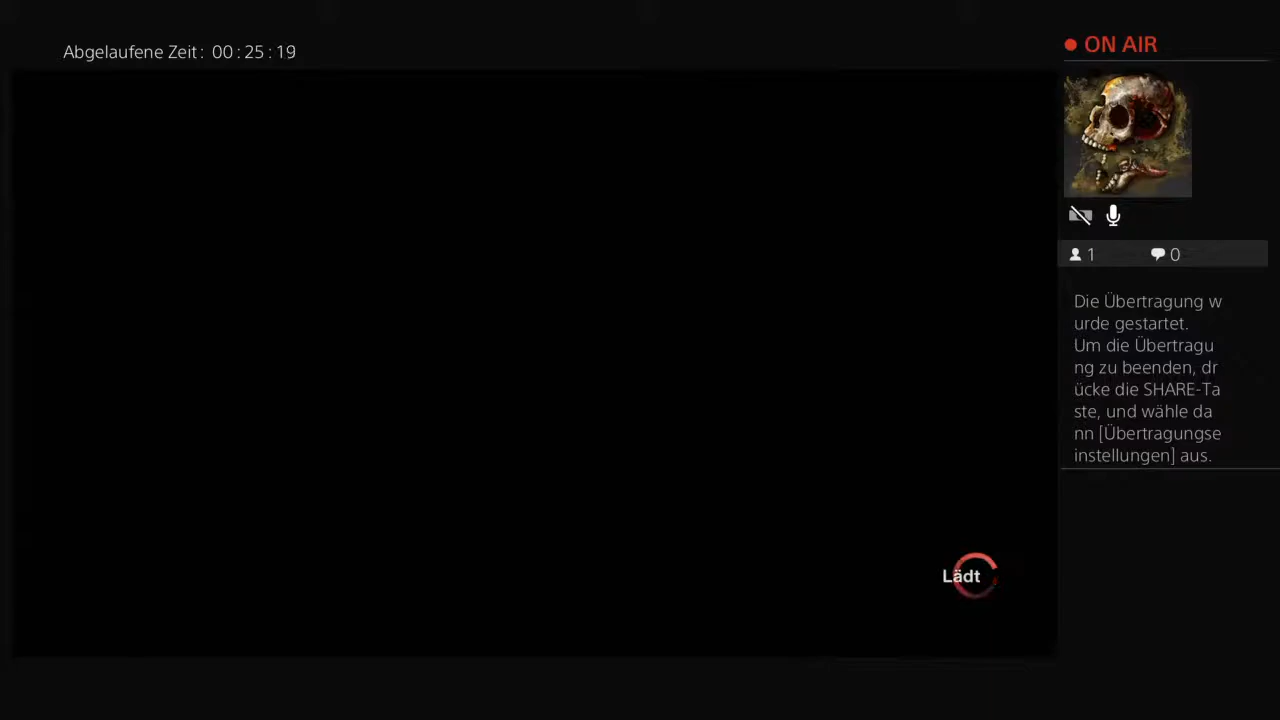 Abgelaufene Zeit: 00:25:19
ON AIR
1 0
Die Übertragung w
urde gestartet.
Um die Übertragu
ng zu beenden, dr
ücke die SHARE-Ta
ste, und wähle da
nn [Übertragungse
instellungen] aus.
Lädt